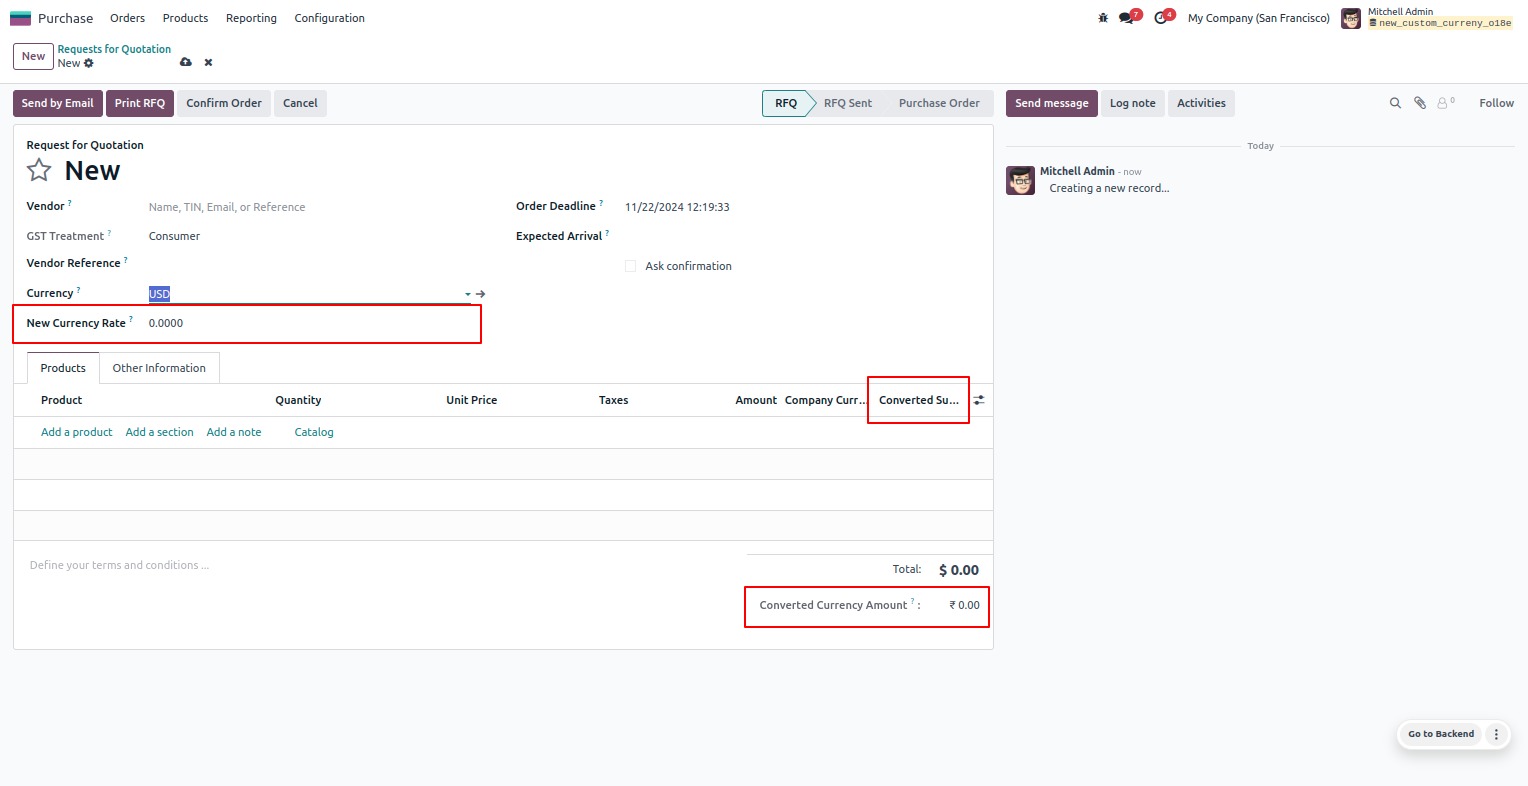 Purchase Orders Products Reporting Configuration
7 4 My Company (San Francisco) Mitchell Admin
new_custom_curreny_o18e
New Requests for Quotation
New
Send by Email Print RFQ Confirm Order Cancel RFQ RFQ Sent Purchase Order Send message Log note Activities 0 Follow
Request for Quotation
New
Vendor ? Name, TIN, Email, or Reference Order Deadline ? 11/22/2024 12:19:33
GST Treatment ? Consumer Expected Arrival ?
Vendor Reference ? Ask confirmation
Currency ? USD
New Currency Rate ? 0.0000
Products Other Information
Product Quantity Unit Price Taxes Amount Company Curr... Converted Su...
Add a product Add a section Add a note Catalog
Define your terms and conditions ...
Total: $ 0.00
Converted Currency Amount ? : ₹ 0.00
Today
Mitchell Admin - now
Creating a new record...
Go to Backend